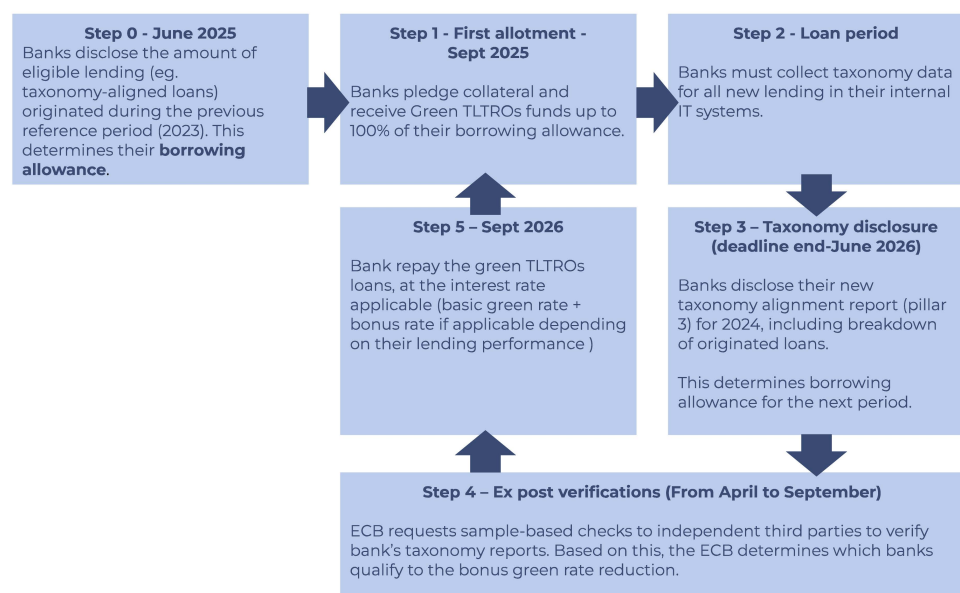 Step 0 - June 2025
Banks disclose the amount of
eligible lending (eg.
taxonomy-aligned loans)
originated during the previous
reference period (2023). This
determines their borrowing
allowance.
Step 1 - First allotment -
Sept 2025
Banks pledge collateral and
receive Green TLTROs funds up to
100% of their borrowing allowance.
Step 2 - Loan period
Banks must collect taxonomy data
for all new lending in their internal
IT systems.
Step 3 – Taxonomy disclosure
(deadline end-June 2026)
Banks disclose their new
taxonomy alignment report (pillar
3) for 2024, including breakdown
of originated loans.
This determines borrowing
allowance for the next period.
Step 4 – Ex post verifications (From April to September)
ECB requests sample-based checks to independent third parties to verify
bank's taxonomy reports. Based on this, the ECB determines which banks
qualify to the bonus green rate reduction.
Step 5 – Sept 2026
Bank repay the green TLTROs
loans, at the interest rate
applicable (basic green rate +
bonus rate if applicable depending
on their lending performance )